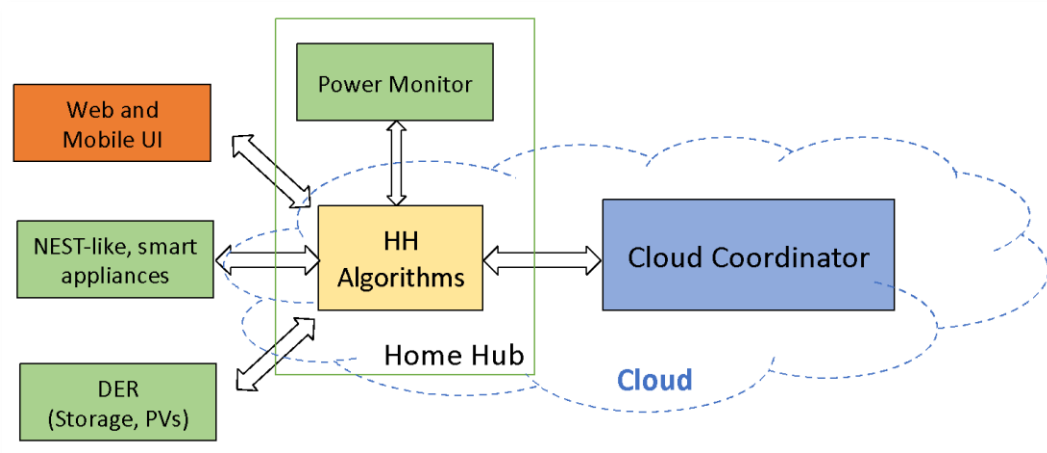 Power Monitor
Web and
Mobile UI
NEST-like, smart
appliances
HH
Algorithms
Cloud Coordinator
Home Hub
Cloud
DER
(Storage, PVs)